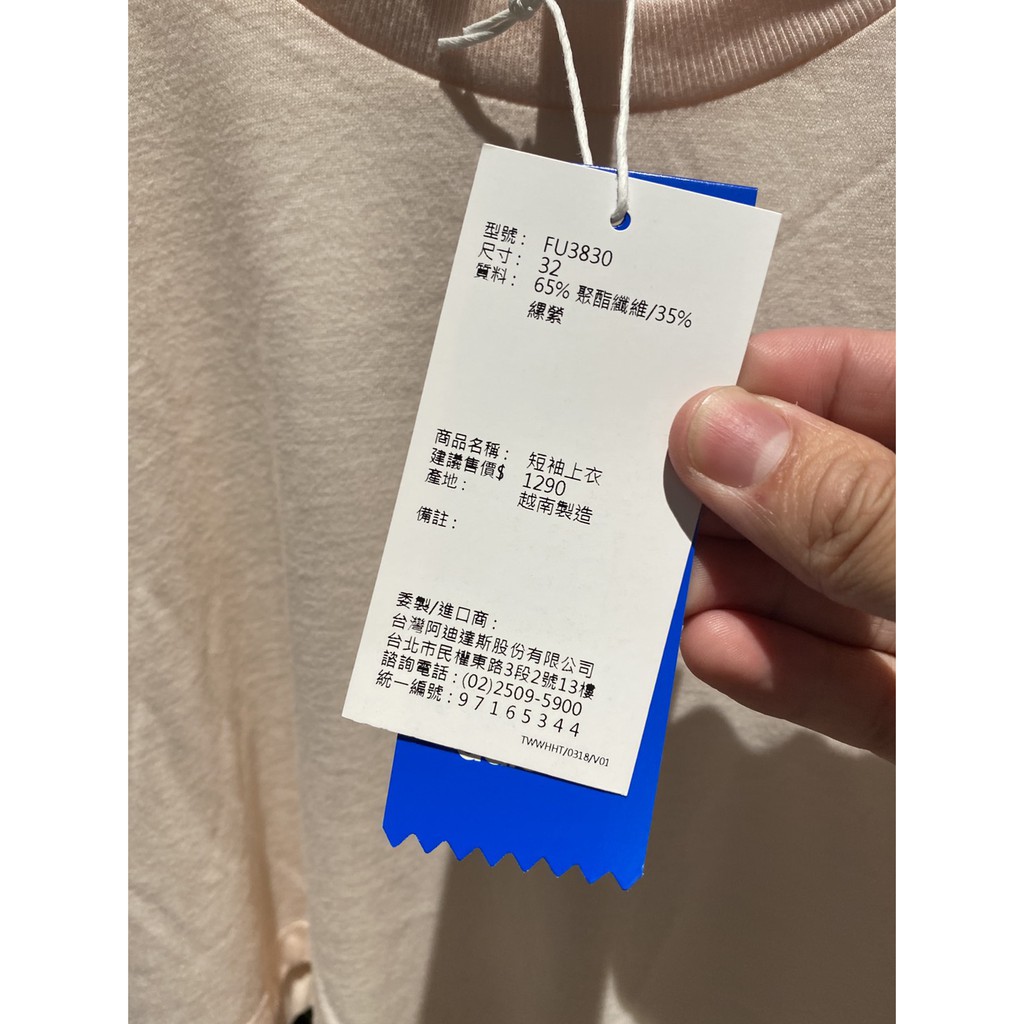 型號： FU3830
尺寸： 32
質料： 65% 聚酯纖維/35%
縲縈
商品名稱： 短袖上衣
建議售價$ 1290
產地： 越南製造
備註：
委製/進口商：
台灣阿迪達斯股份有限公司
台北市民權東路3段2號13樓
諮詢電話：(02)2509-5900
統一編號：97165344
TWWHHT/0318/V01